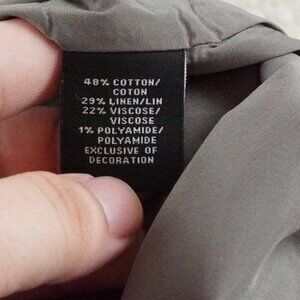 48% COTTON/
COTON
29% LINEN/LIN
22% VISCOSE/
VISCOSE
1% POLYAMIDE/
POLYAMIDE
EXCLUSIVE OF
DECORATION